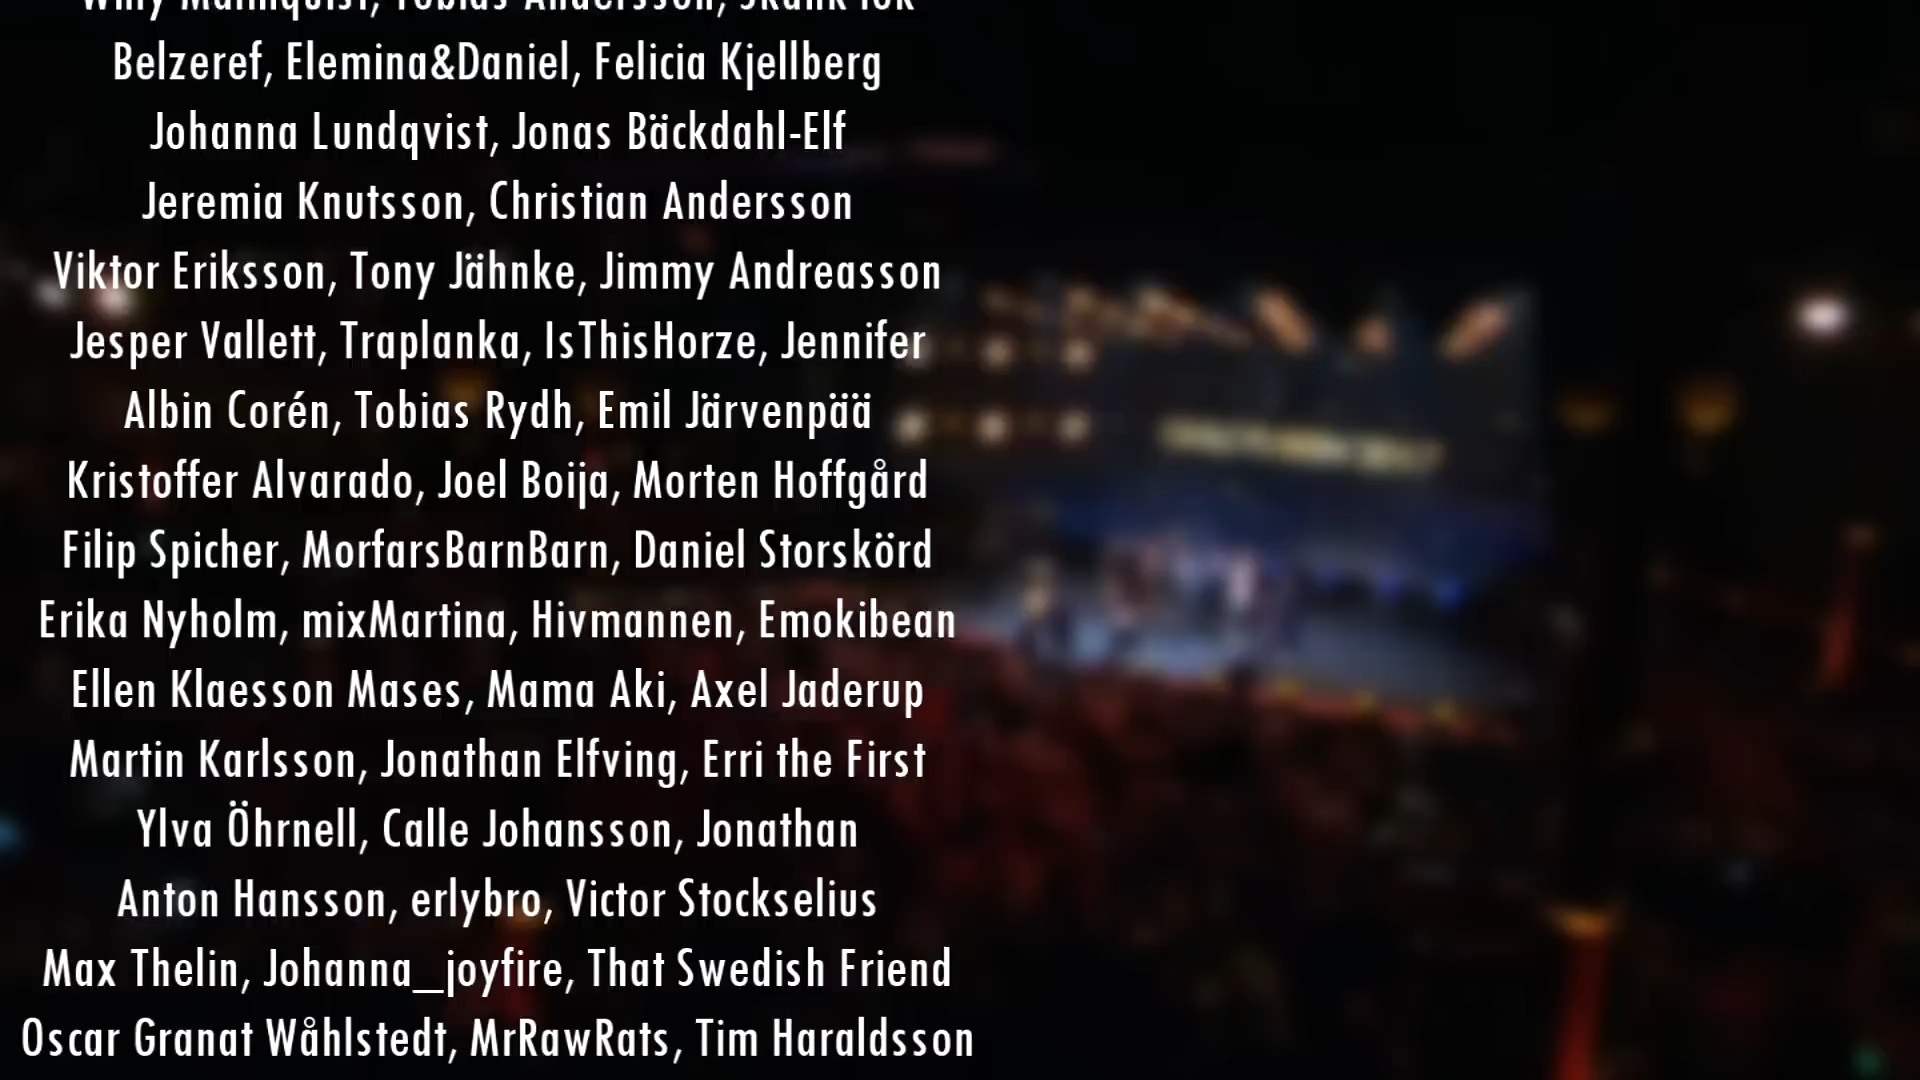 Belzeref, Elemina&Daniel, Felicia Kjellberg
Johanna Lundqvist, Jonas Bäckdahl-Elf
Jeremia Knutsson, Christian Andersson
Viktor Eriksson, Tony Jähnke, Jimmy Andreasson
Jesper Vallett, Traplanka, IsThisHorze, Jennifer
Albin Corén, Tobias Rydh, Emil Järvenpää
Kristoffer Alvarado, Joel Boija, Morten Hoffgård
Filip Spicher, MorfarsBarnBarn, Daniel Storskörd
Erika Nyholm, mixMartina, Hivmannen, Emokibean
Ellen Klaesson Mases, Mama Aki, Axel Jaderup
Martin Karlsson, Jonathan Elfving, Erri the First
Ylva Öhrnell, Calle Johansson, Jonathan
Anton Hansson, erlybro, Victor Stockselius
Max Thelin, Johanna_joyfire, That Swedish Friend
Oscar Granat Wåhlstedt, MrRawRats, Tim Haraldsson